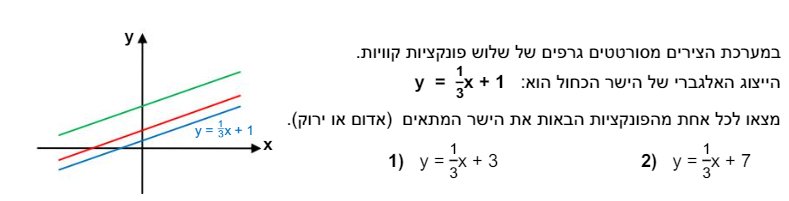 במערכת הצירים מסורטטים גרפים של שלוש פונקציות קוויות.
הייצוג האלגברי של הישר הכחול הוא: y = 1/3x + 1
מצאו לכל אחת מהפונקציות הבאות את הישר המתאים (אדום או ירוק).
1) y = 1/3x + 3
2) y = 1/3x + 7
y
y = 1/3x + 1
x